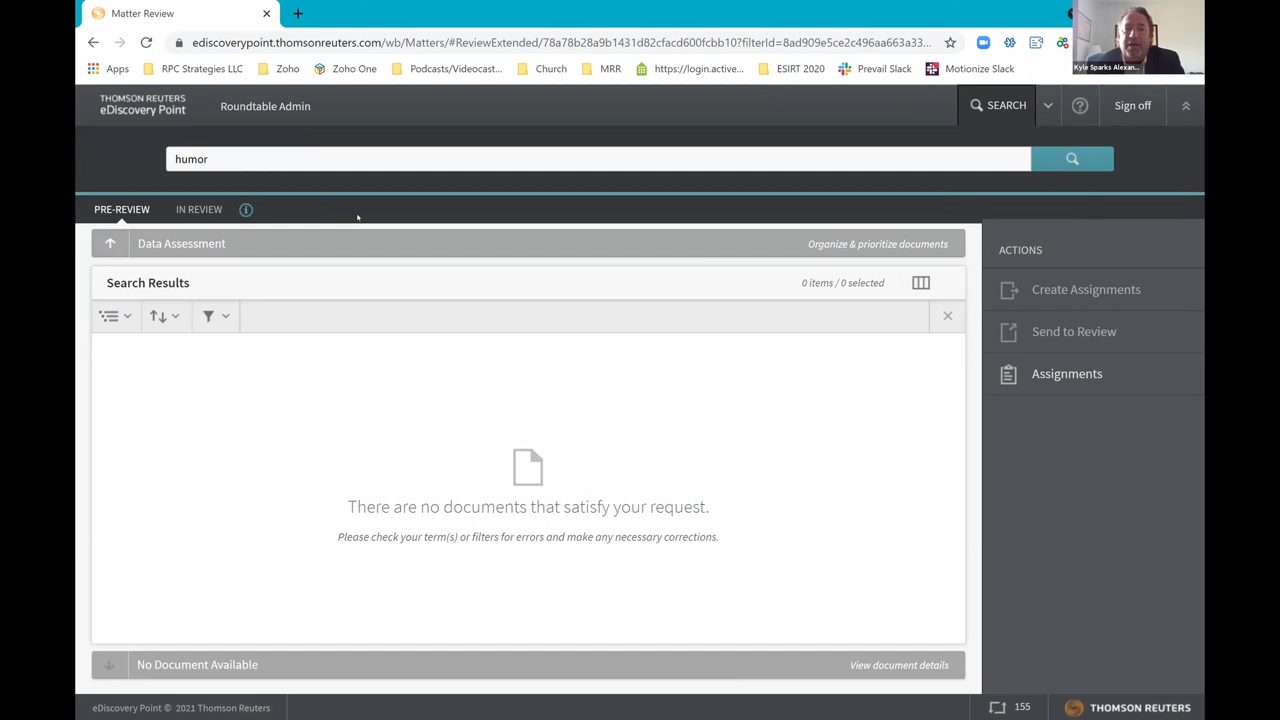 Matter Review
ediscoverypoint.thomsonreuters.com/wb/Matters/#ReviewExtended/78a78b28a9b1431d82cfacd600fcbb10?filterId=8ad909e5ce2c496aa663a33...
Apps RPC Strategies LLC Zoho Zoho One Podcasts/Videocast... Church MRR https://login.active... ESIRT 2020 Prevail Slack Motionize Slack
Kyle Sparks Alexan...
THOMSON REUTERS
eDiscovery Point
Roundtable Admin
SEARCH
Sign off
humor
PRE-REVIEW IN REVIEW
Data Assessment Organize & prioritize documents
ACTIONS
Search Results 0 items / 0 selected
Create Assignments
Send to Review
Assignments
There are no documents that satisfy your request.
Please check your term(s) or filters for errors and make any necessary corrections.
No Document Available View document details
eDiscovery Point © 2021 Thomson Reuters 155 THOMSON REUTERS